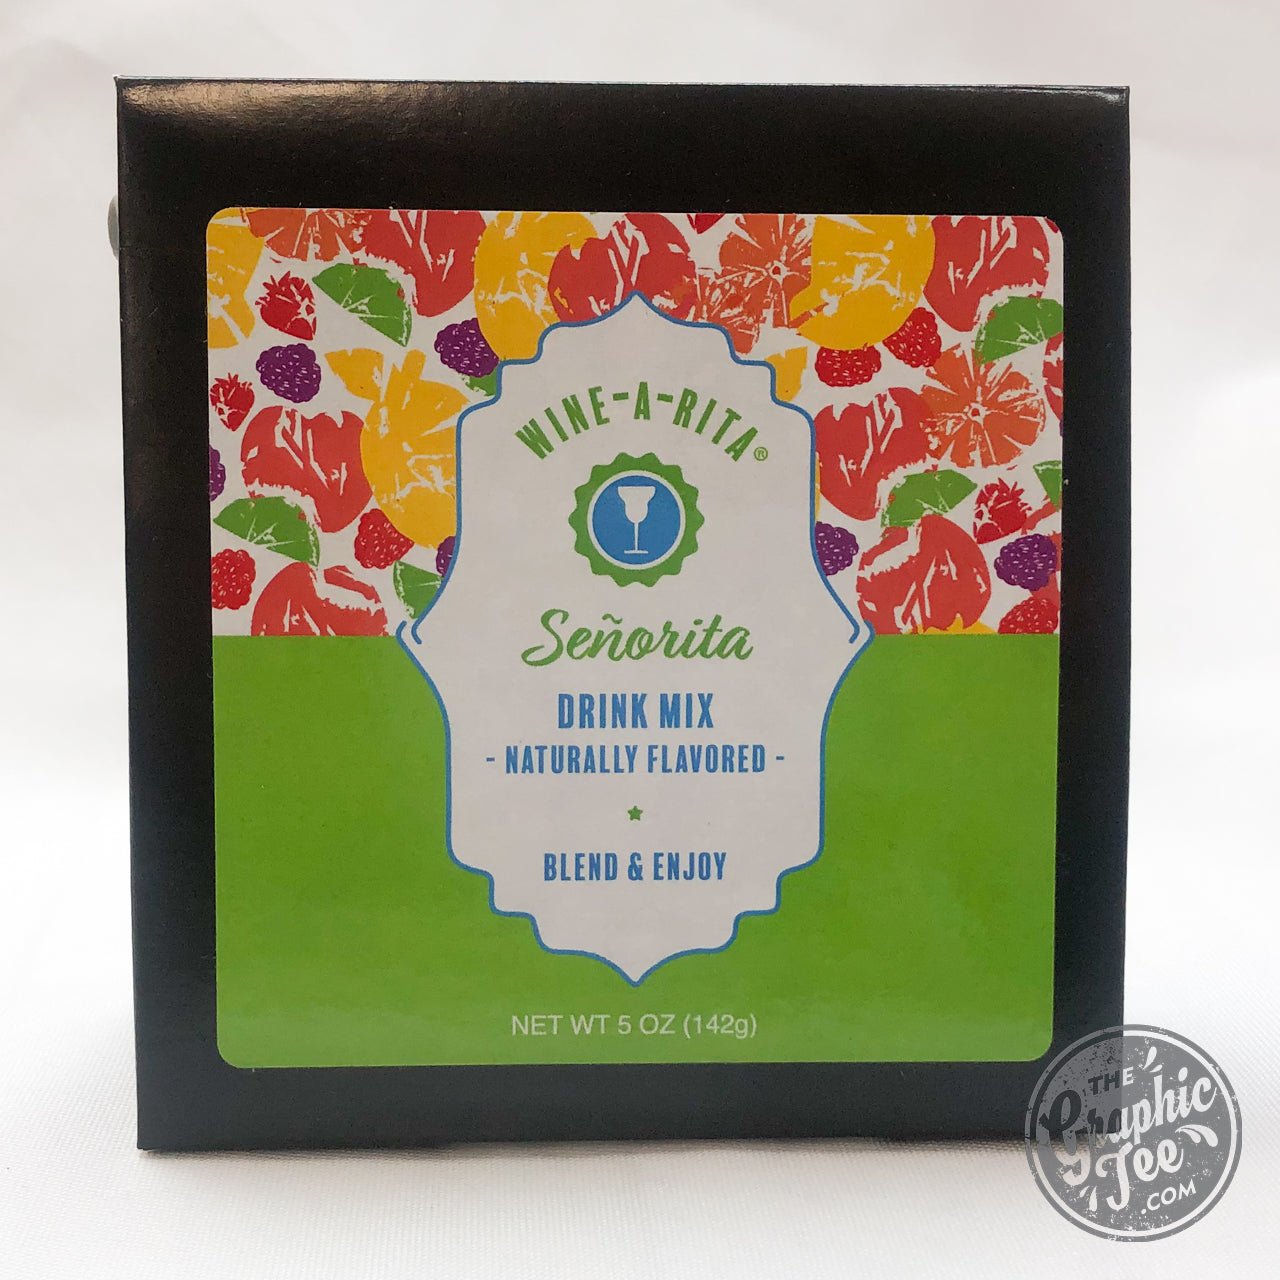 WINE-A-RITA®
Señorita
DRINK MIX
- NATURALLY FLAVORED -
BLEND & ENJOY
NET WT 5 OZ (142g)
THE
Graphic
Tee
.COM